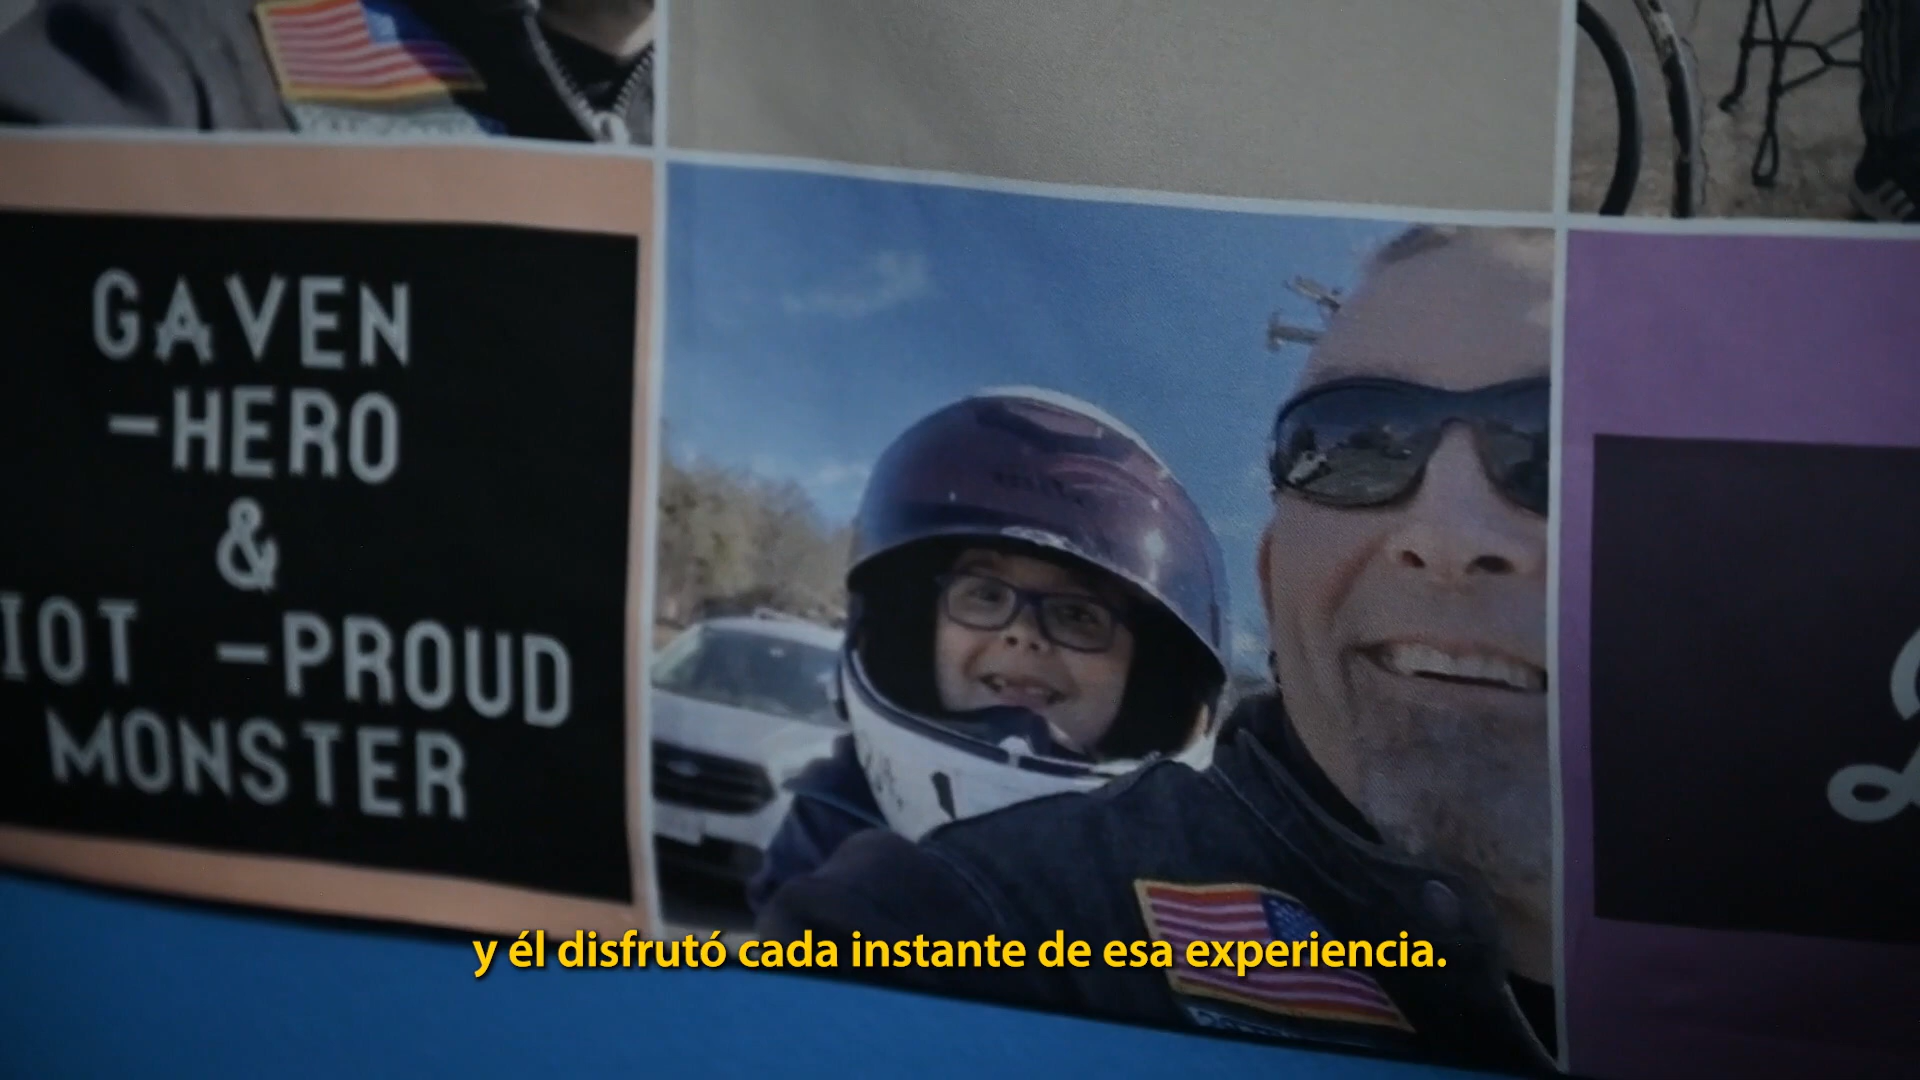 GAVEN
-HERO
&
IOT -PROUD
MONSTER
y él disfrutó cada instante de esa experiencia.